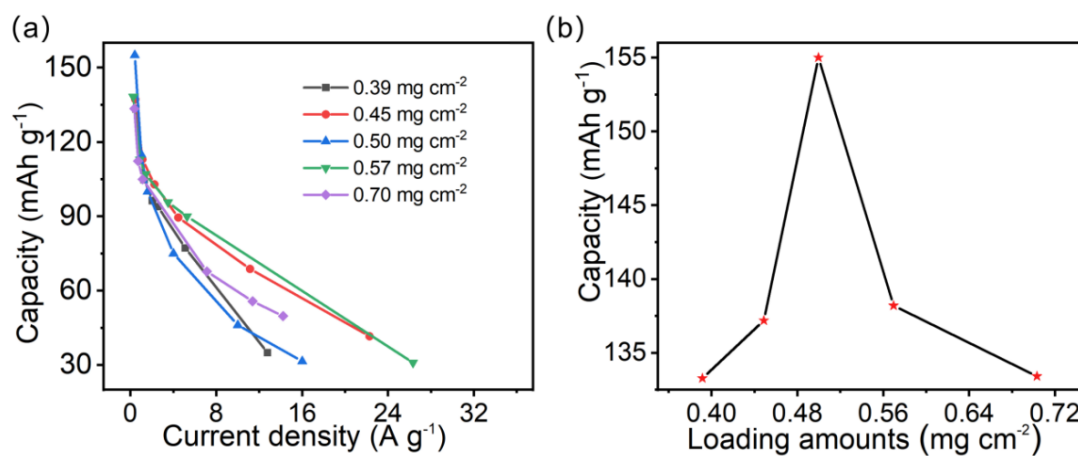 (a)
Capacity (mAh g⁻¹)
150
120
90
60
30
0 8 16 24 32
Current density (A g⁻¹)
0.39 mg cm⁻²
0.45 mg cm⁻²
0.50 mg cm⁻²
0.57 mg cm⁻²
0.70 mg cm⁻²
(b)
Capacity (mAh g⁻¹)
155
150
145
140
135
0.40 0.48 0.56 0.64 0.72
Loading amounts (mg cm⁻²)